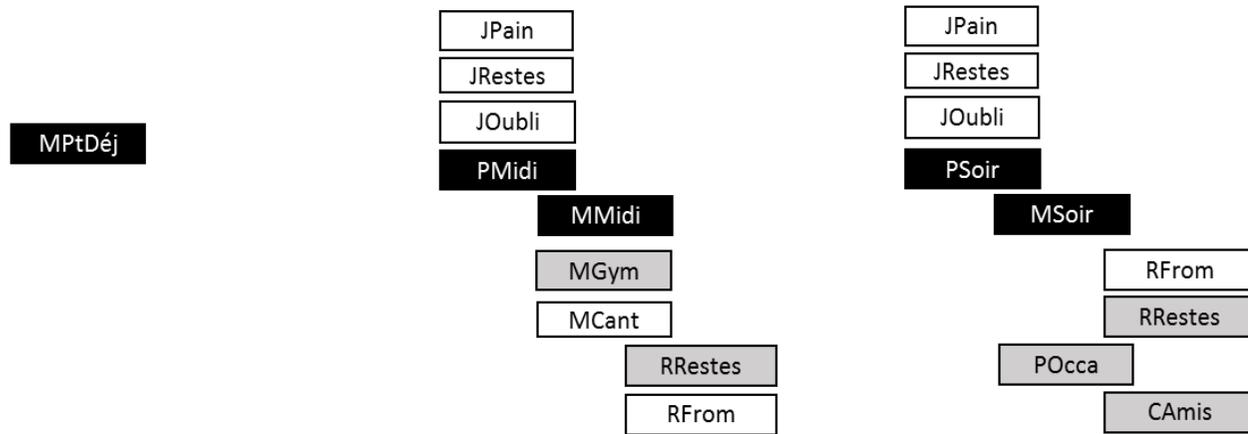 MPtDéj
JPain
JRestes
JOubli
PMidi
MMidi
MGym
MCant
RRestes
RFrom
JPain
JRestes
JOubli
PSoir
MSoir
RFrom
RRestes
POcca
CAmis